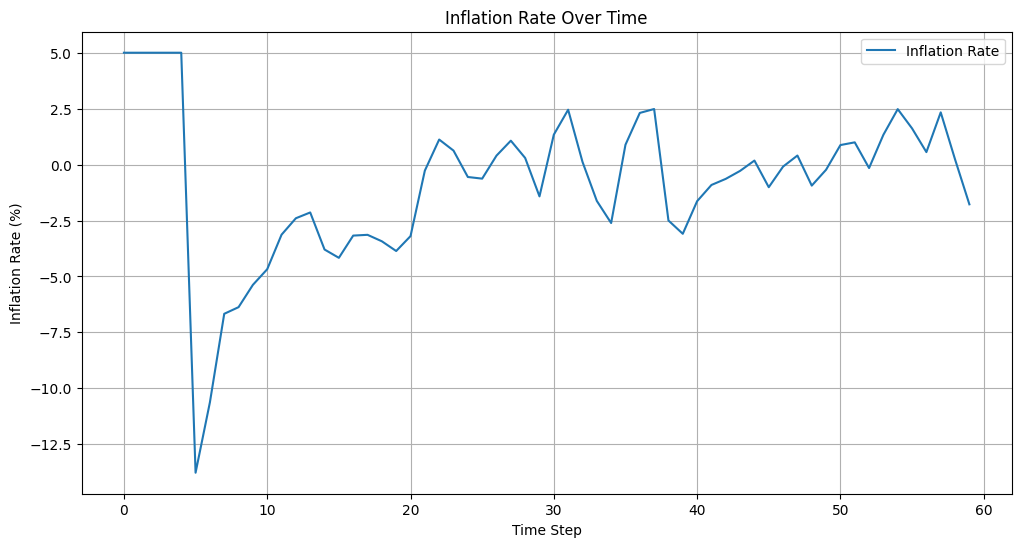 Inflation Rate Over Time
Inflation Rate
5.0
2.5
0.0
−2.5
−5.0
−7.5
−10.0
−12.5
Inflation Rate (%)
0 10 20 30 40 50 60
Time Step